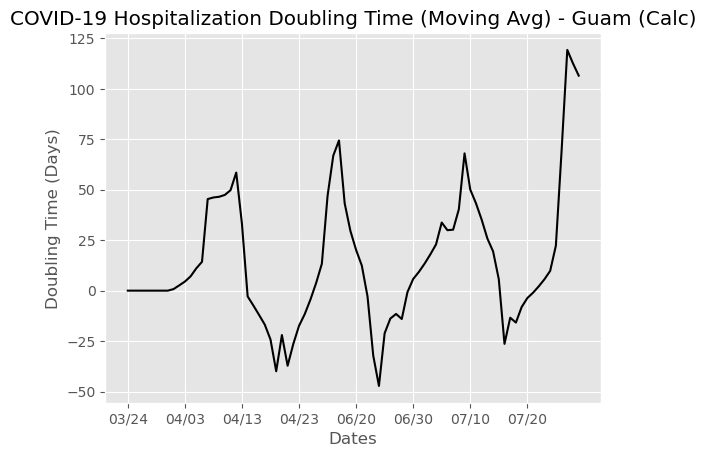 COVID-19 Hospitalization Doubling Time (Moving Avg) - Guam (Calc)
125
100
75
50
25
0
−25
−50
Doubling Time (Days)
03/24 04/03 04/13 04/23 06/20 06/30 07/10 07/20
Dates